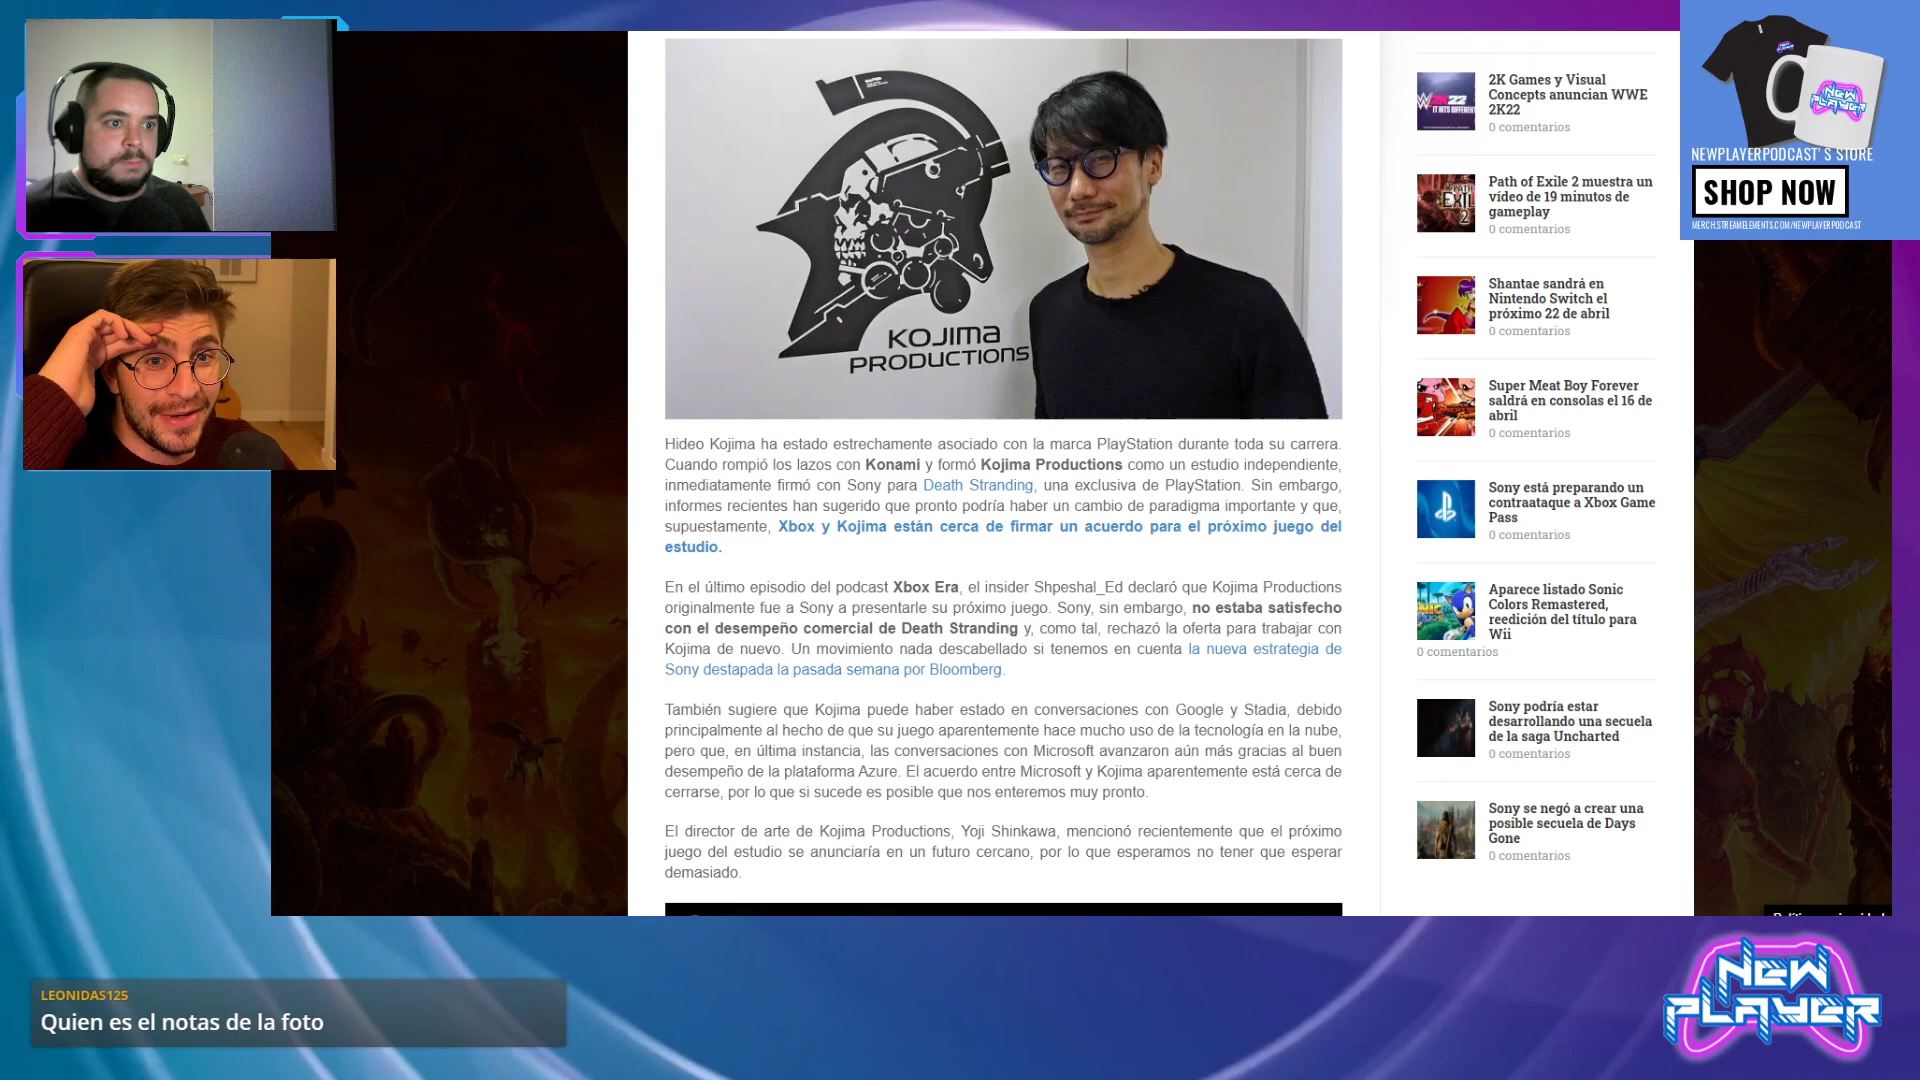 KOJIMA
PRODUCTIONS
Hideo Kojima ha estado estrechamente asociado con la marca PlayStation durante toda su carrera.
Cuando rompió los lazos con Konami y formó Kojima Productions como un estudio independiente,
inmediatamente firmó con Sony para Death Stranding, una exclusiva de PlayStation. Sin embargo,
informes recientes han sugerido que pronto podría haber un cambio de paradigma importante y que,
supuestamente, Xbox y Kojima están cerca de firmar un acuerdo para el próximo juego del
estudio.
En el último episodio del podcast Xbox Era, el insider Shpeshal_Ed declaró que Kojima Productions
originalmente fue a Sony a presentarle su próximo juego. Sony, sin embargo, no estaba satisfecho
con el desempeño comercial de Death Stranding y, como tal, rechazó la oferta para trabajar con
Kojima de nuevo. Un movimiento nada descabellado si tenemos en cuenta la nueva estrategia de
Sony destapada la pasada semana por Bloomberg.
También sugiere que Kojima puede haber estado en conversaciones con Google y Stadia, debido
principalmente al hecho de que su juego aparentemente hace mucho uso de la tecnología en la nube,
pero que, en última instancia, las conversaciones con Microsoft avanzaron aún más gracias al buen
desempeño de la plataforma Azure. El acuerdo entre Microsoft y Kojima aparentemente está cerca de
cerrarse, por lo que si sucede es posible que nos enteremos muy pronto.
El director de arte de Kojima Productions, Yoji Shinkawa, mencionó recientemente que el próximo
juego del estudio se anunciaría en un futuro cercano, por lo que esperamos no tener que esperar
demasiado.
2K Games y Visual
Concepts anuncian WWE
2K22
0 comentarios
Path of Exile 2 muestra un
vídeo de 19 minutos de
gameplay
0 comentarios
Shantae sandrá en
Nintendo Switch el
próximo 22 de abril
0 comentarios
Super Meat Boy Forever
saldrá en consolas el 16 de
abril
0 comentarios
Sony está preparando un
contraataque a Xbox Game
Pass
0 comentarios
Aparece listado Sonic
Colors Remastered,
reedición del título para
Wii
0 comentarios
Sony podría estar
desarrollando una secuela
de la saga Uncharted
0 comentarios
Sony se negó a crear una
posible secuela de Days
Gone
0 comentarios
NEW
PLAYER
NEWPLAYERPODCAST'S STORE
SHOP NOW
MERCH.STREAMELEMENTS.COM/NEWPLAYERPODCAST
LEONIDAS125
Quien es el notas de la foto
NEW
PLAYER